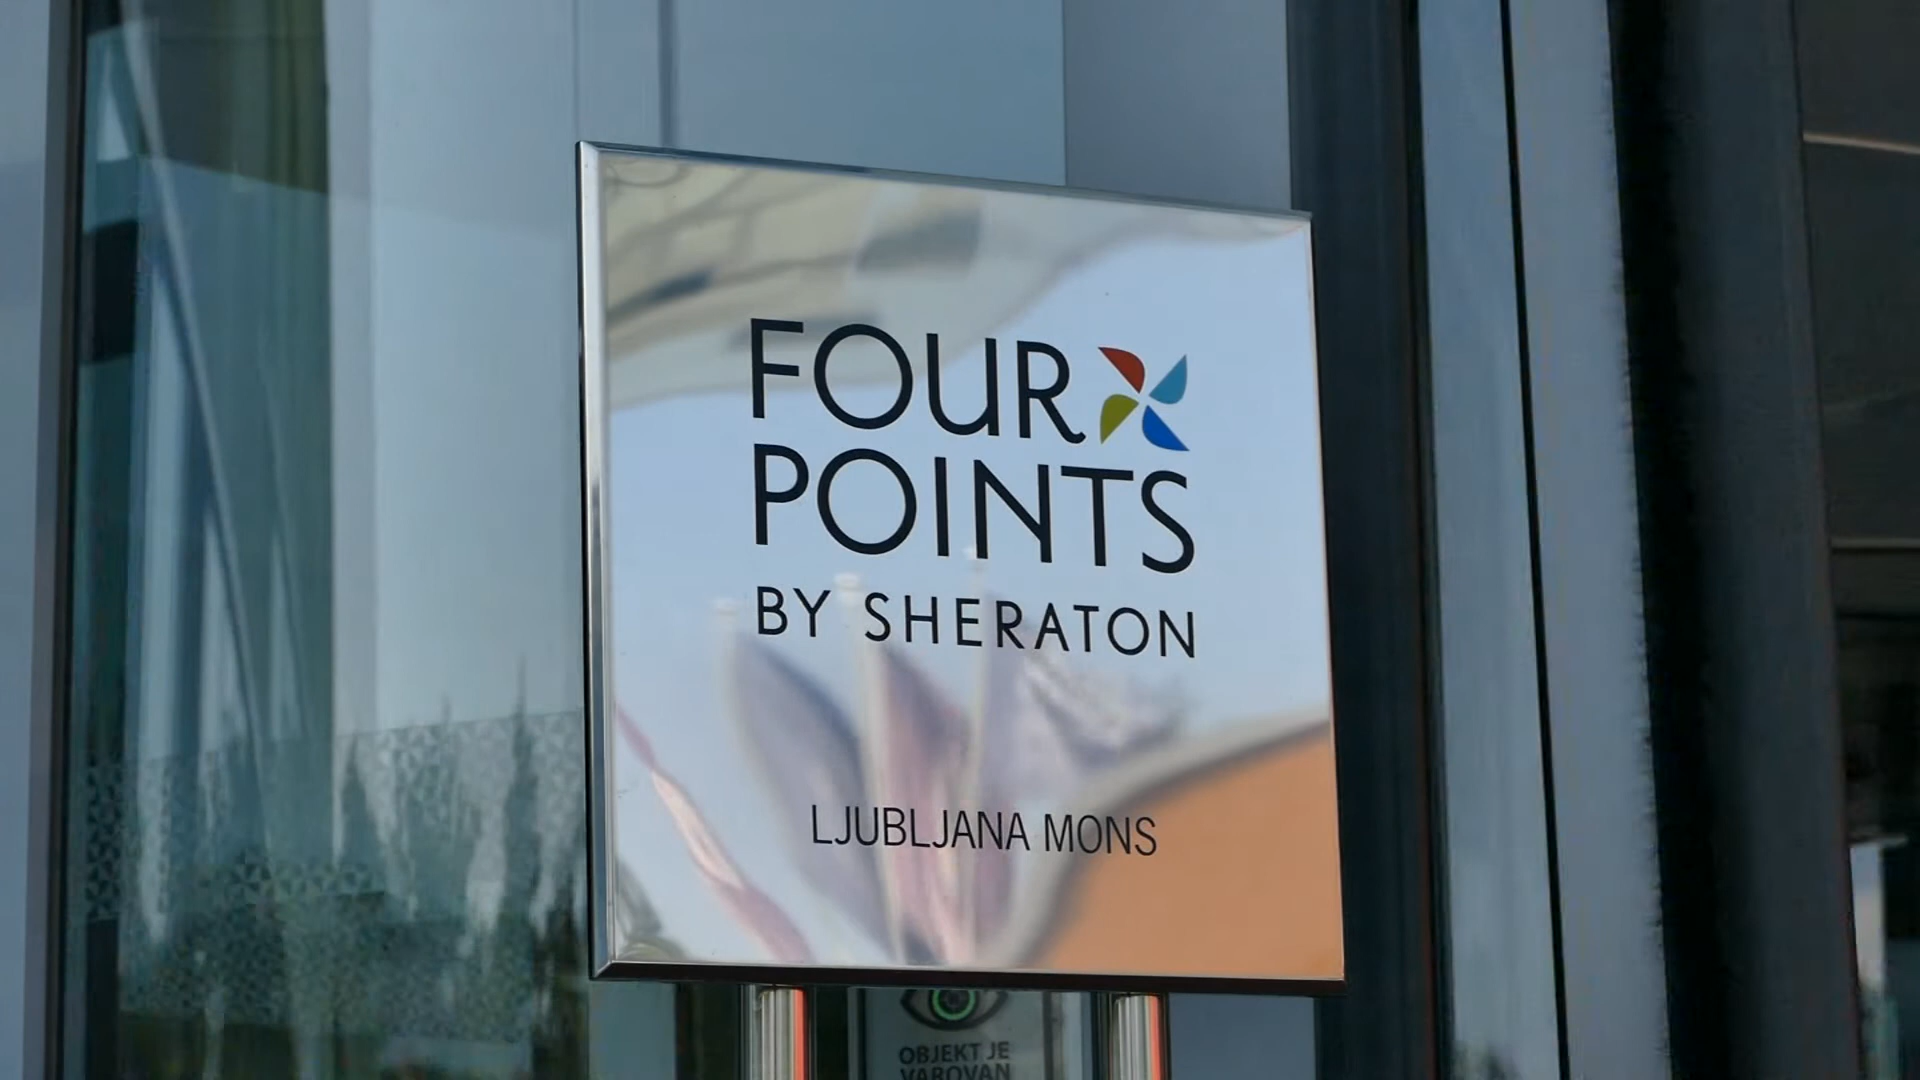 FOUR
POINTS
BY SHERATON
LJUBLJANA MONS
OBJEKT JE
VAROVAN